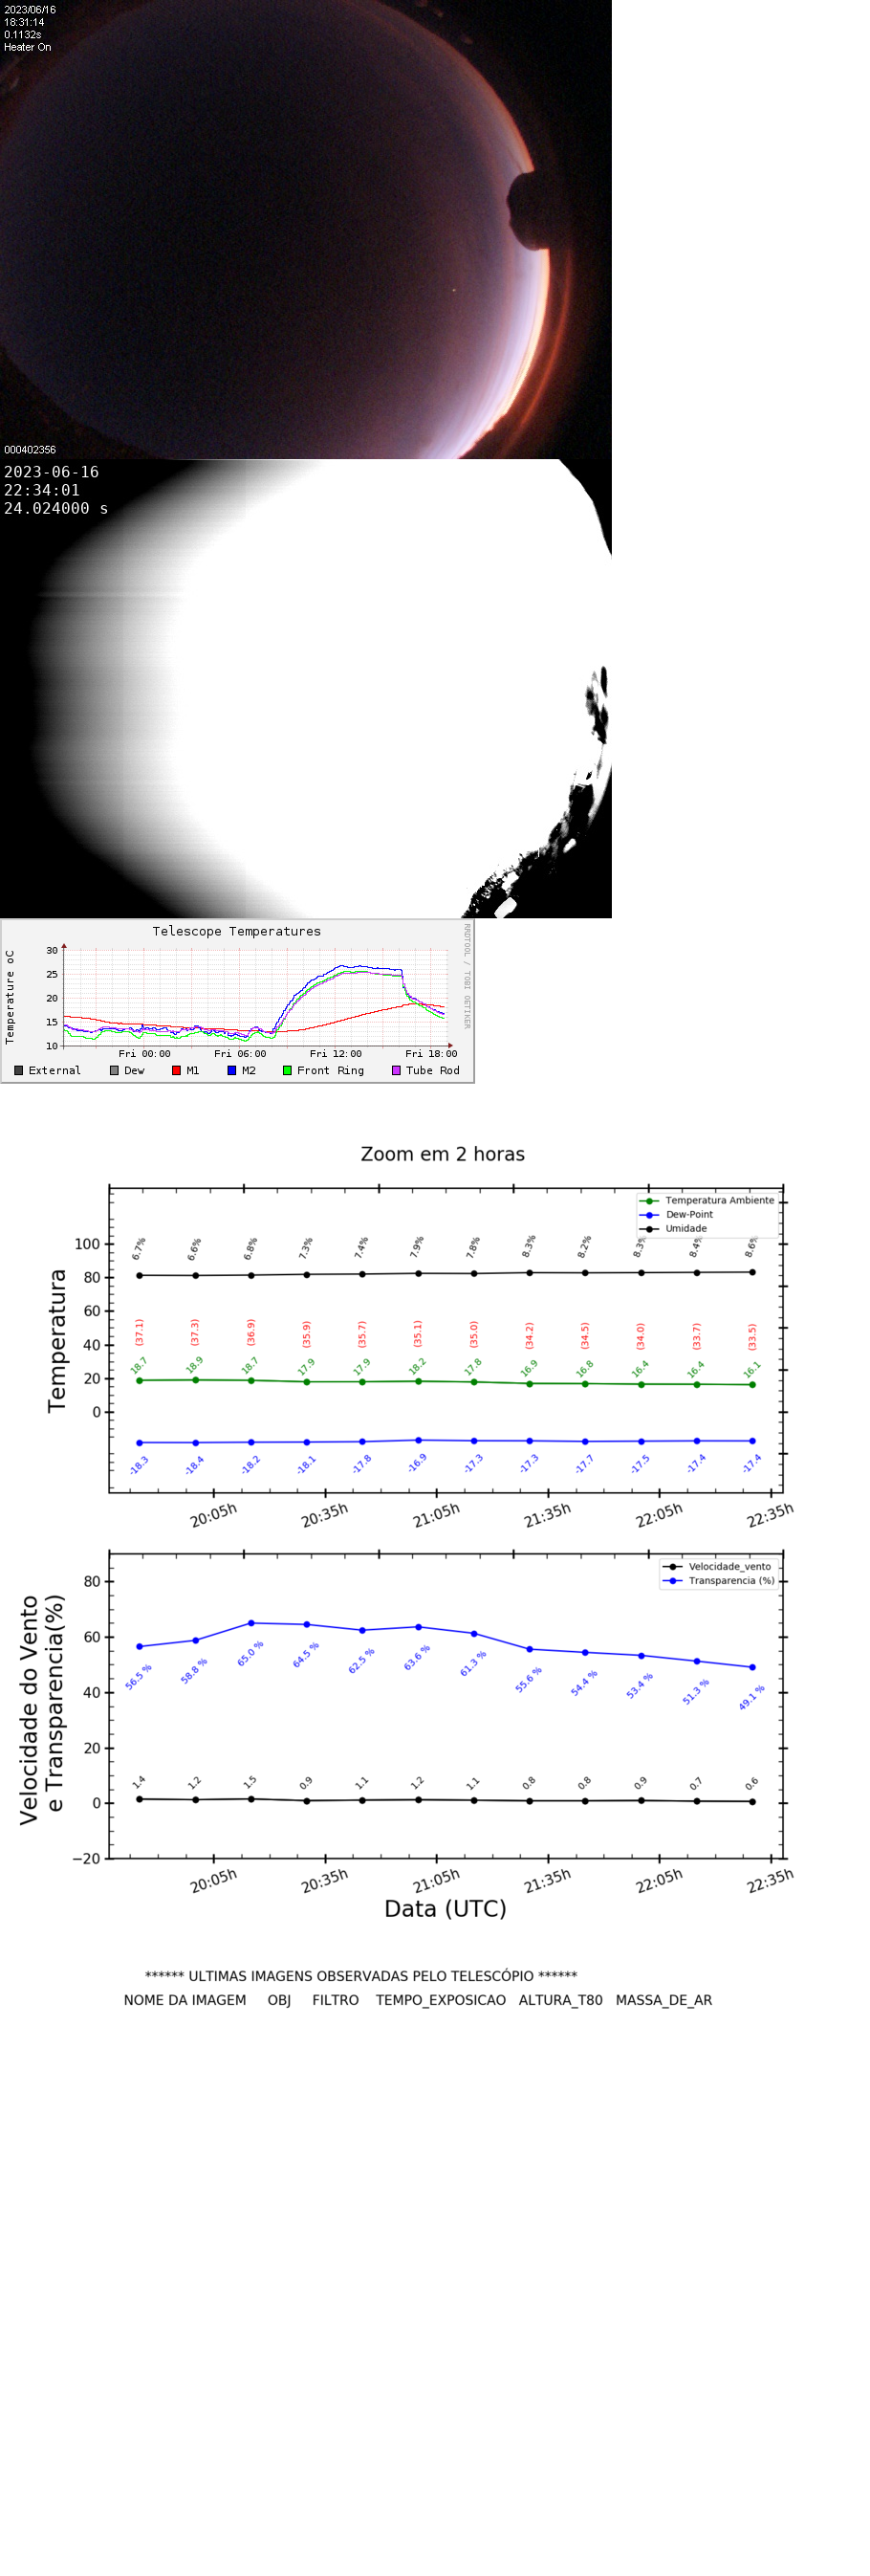 2023/06/16
18:31:14
0.1132s
Heater On
000402356
2023-06-16
22:34:01
24.024000 s
Telescope Temperatures
RRDTOOL / TOBI OETIKER
Temperature oC
30
25
20
15
10
Fri 00:00 Fri 06:00 Fri 12:00 Fri 18:00
External Dew M1 M2 Front Ring Tube Rod
Zoom em 2 horas
Temperatura
Temperatura Ambiente
Dew-Point
Umidade
100
80
60
40
20
0
6.7% 6.6% 6.8% 7.3% 7.4% 7.9% 7.8% 8.3% 8.2% 8.3% 8.4% 8.6%
(37.1) (37.3) (36.9) (35.9) (35.7) (35.1) (35.0) (34.2) (34.5) (34.0) (33.7) (33.5)
18.7 18.9 18.7 17.9 17.9 18.2 17.8 16.9 16.8 16.4 16.4 16.1
-18.3 -18.4 -18.2 -18.1 -17.8 -16.9 -17.3 -17.3 -17.7 -17.5 -17.4 -17.4
20:05h 20:35h 21:05h 21:35h 22:05h 22:35h
Velocidade do Vento
e Transparencia(%)
Velocidade_vento
Transparencia (%)
80
60
40
20
0
−20
56.5 % 58.8 % 65.0 % 64.5 % 62.5 % 63.6 % 61.3 % 55.6 % 54.4 % 53.4 % 51.3 % 49.1 %
1.4 1.2 1.5 0.9 1.1 1.2 1.1 0.8 0.8 0.9 0.7 0.6
20:05h 20:35h 21:05h 21:35h 22:05h 22:35h
Data (UTC)
****** ULTIMAS IMAGENS OBSERVADAS PELO TELESCÓPIO ******
NOME DA IMAGEM OBJ FILTRO TEMPO_EXPOSICAO ALTURA_T80 MASSA_DE_AR